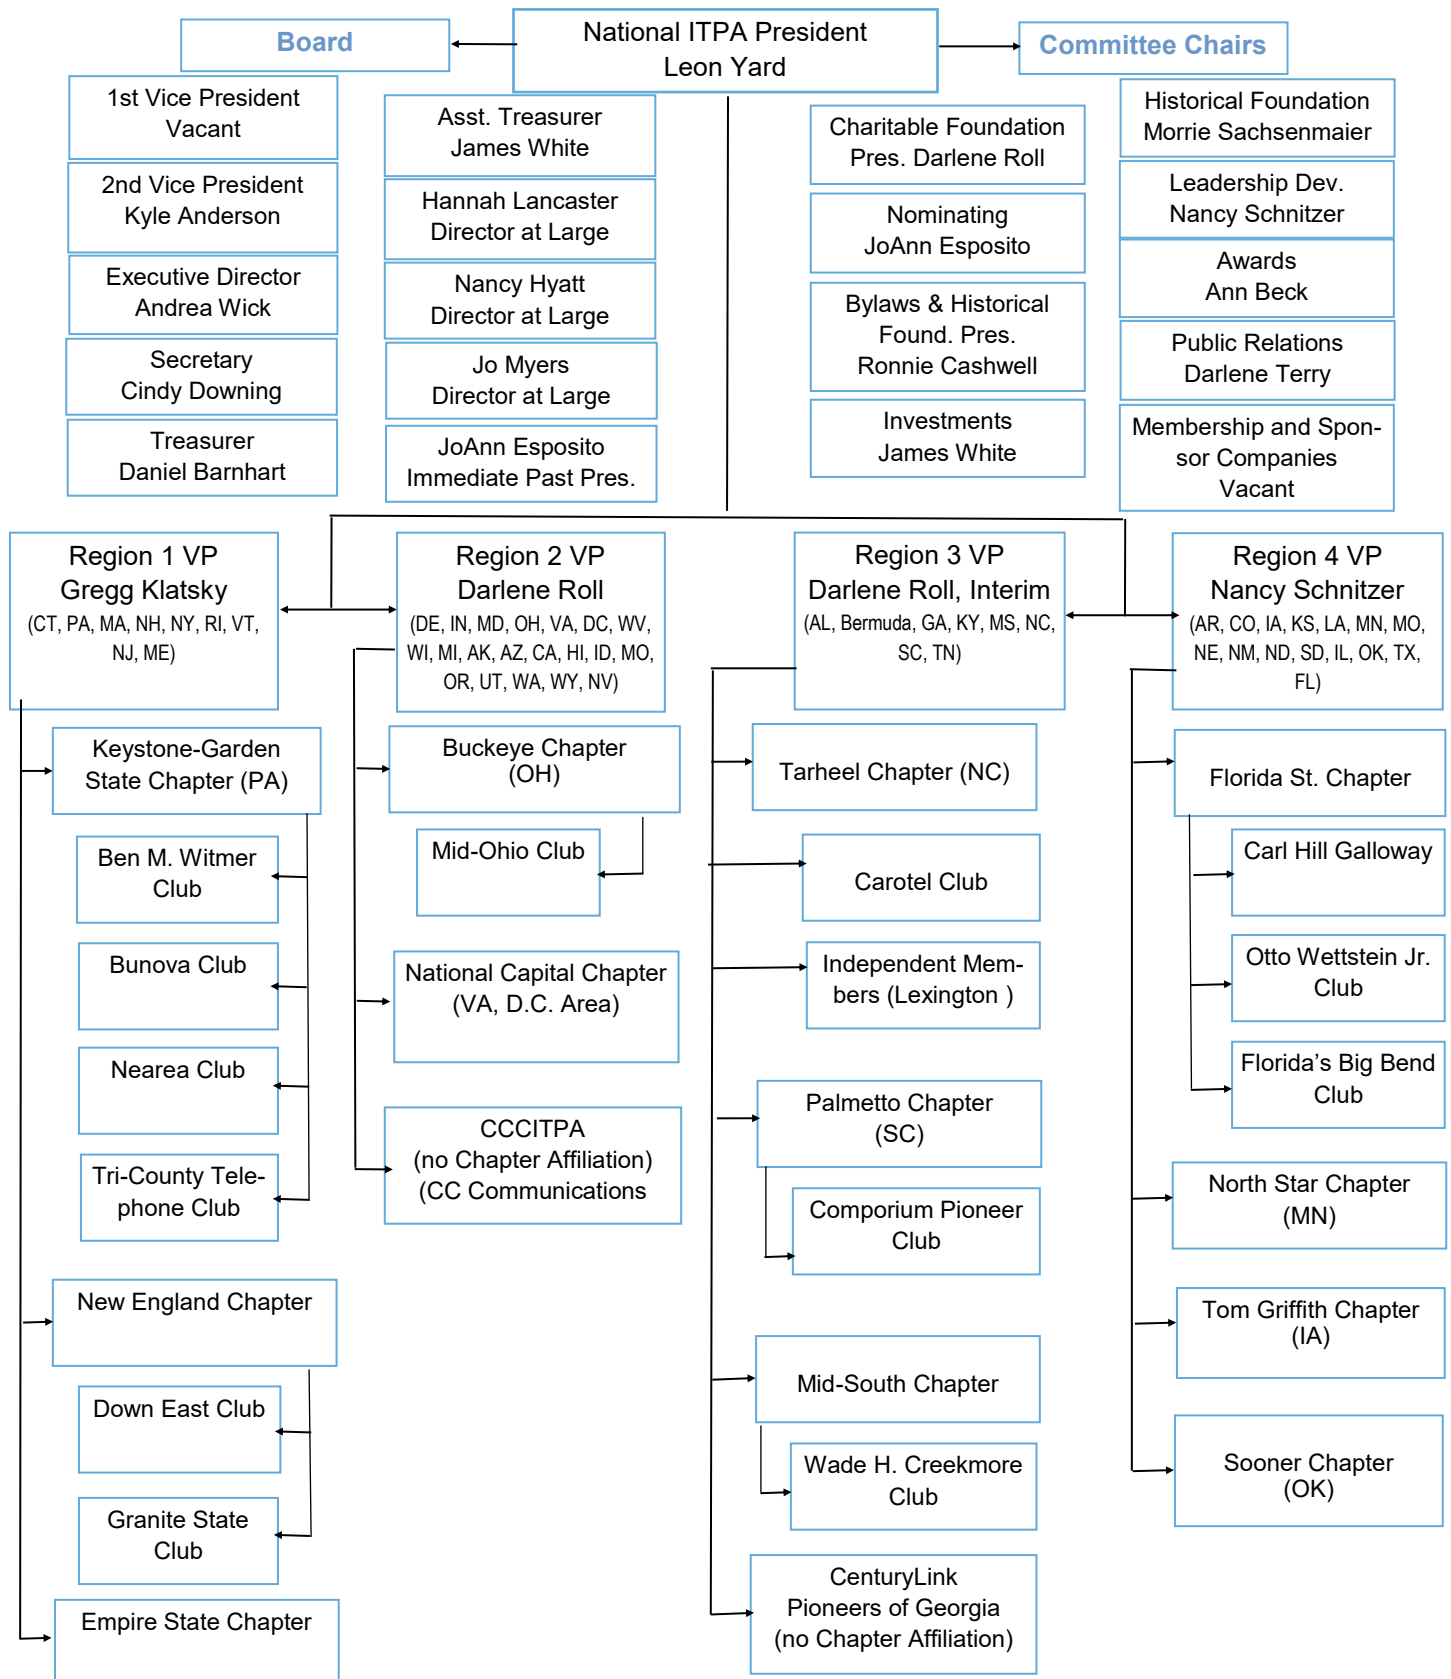 Board
National ITPA President
Leon Yard
Committee Chairs
1st Vice President
Vacant
2nd Vice President
Kyle Anderson
Executive Director
Andrea Wick
Secretary
Cindy Downing
Treasurer
Daniel Barnhart
Asst. Treasurer
James White
Hannah Lancaster
Director at Large
Nancy Hyatt
Director at Large
Jo Myers
Director at Large
JoAnn Esposito
Immediate Past Pres.
Charitable Foundation
Pres. Darlene Roll
Nominating
JoAnn Esposito
Bylaws & Historical
Found. Pres.
Ronnie Cashwell
Investments
James White
Historical Foundation
Morrie Sachsenmaier
Leadership Dev.
Nancy Schnitzer
Awards
Ann Beck
Public Relations
Darlene Terry
Membership and Spon-
sor Companies
Vacant
Region 1 VP
Gregg Klatsky
(CT, PA, MA, NH, NY, RI, VT,
NJ, ME)
Keystone-Garden
State Chapter (PA)
Ben M. Witmer
Club
Bunova Club
Nearea Club
Tri-County Tele-
phone Club
New England Chapter
Down East Club
Granite State
Club
Empire State Chapter
Region 2 VP
Darlene Roll
(DE, IN, MD, OH, VA, DC, WV,
WI, MI, AK, AZ, CA, HI, ID, MO,
OR, UT, WA, WY, NV)
Buckeye Chapter
(OH)
Mid-Ohio Club
National Capital Chapter
(VA, D.C. Area)
CCCITPA
(no Chapter Affiliation)
(CC Communications
Region 3 VP
Darlene Roll, Interim
(AL, Bermuda, GA, KY, MS, NC,
SC, TN)
Tarheel Chapter (NC)
Carotel Club
Independent Mem-
bers (Lexington )
Palmetto Chapter
(SC)
Comporium Pioneer
Club
Mid-South Chapter
Wade H. Creekmore
Club
CenturyLink
Pioneers of Georgia
(no Chapter Affiliation)
Region 4 VP
Nancy Schnitzer
(AR, CO, IA, KS, LA, MN, MO,
NE, NM, ND, SD, IL, OK, TX,
FL)
Florida St. Chapter
Carl Hill Galloway
Otto Wettstein Jr.
Club
Florida’s Big Bend
Club
North Star Chapter
(MN)
Tom Griffith Chapter
(IA)
Sooner Chapter
(OK)